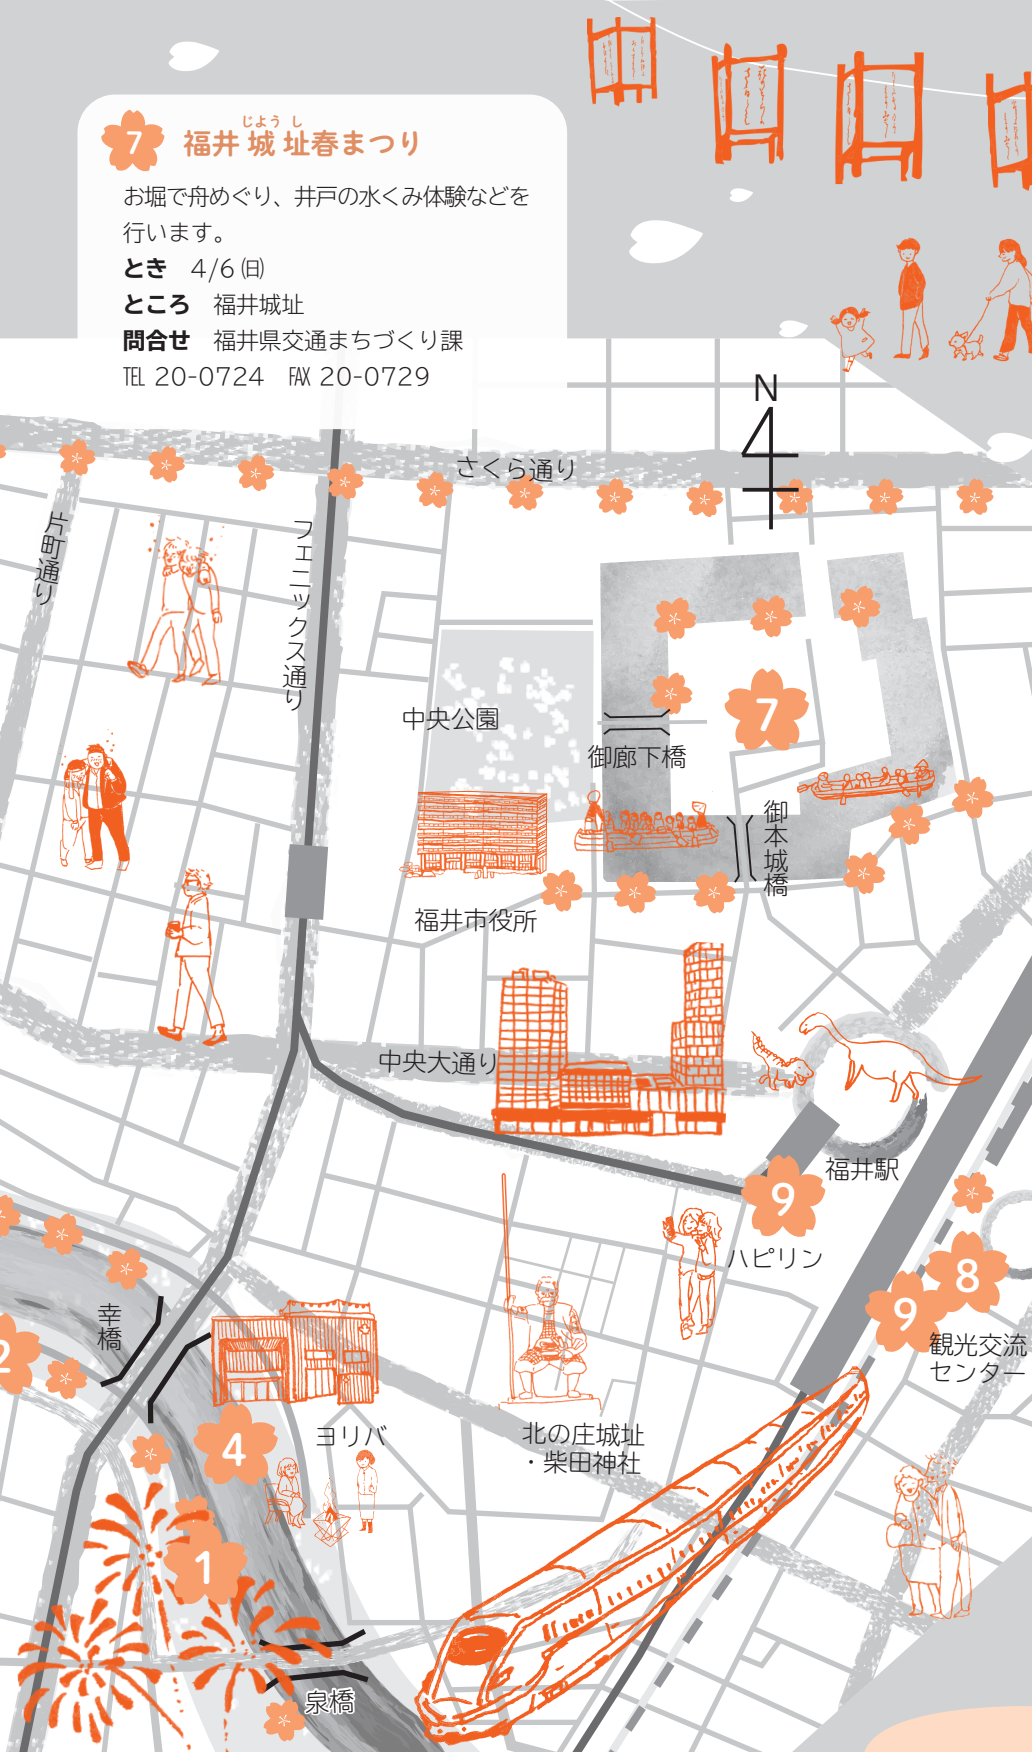 7 福井城址春まつり
じょう し
お堀で舟めぐり、井戸の水くみ体験などを
行います。
とき 4/6㈰
ところ 福井城址
問合せ 福井県交通まちづくり課
TEL 20-0724 FAX 20-0729
N
さくら通り
片町通り
フェニックス通り
中央公園
御廊下橋
7
御本城橋
福井市役所
中央大通り
福井駅
9
ハピリン
8
9
観光交流
センター
幸橋
2
ヨリバ
4
北の庄城址
・柴田神社
1
泉橋